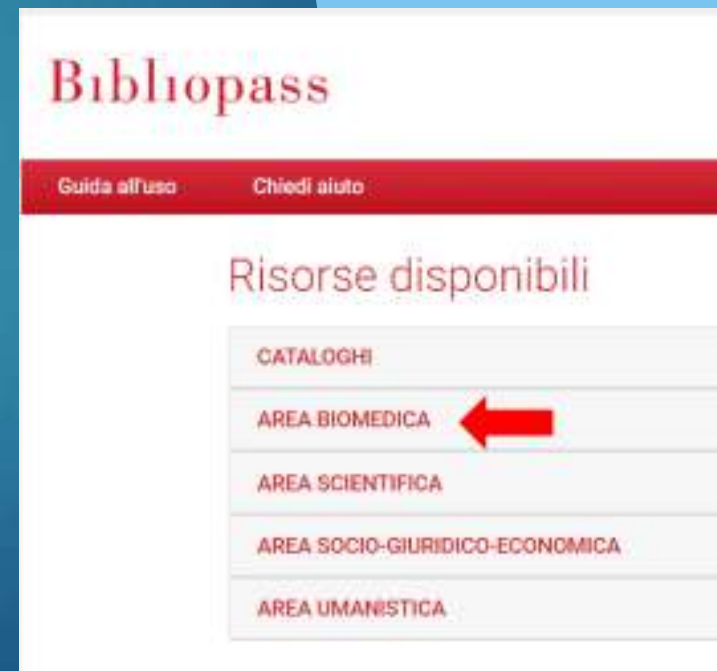 Bibliopass
Guida all'uso Chiedi aiuto
Risorse disponibili
CATALOGHI
AREA BIOMEDICA
AREA SCIENTIFICA
AREA SOCIO-GIURIDICO-ECONOMICA
AREA UMANISTICA